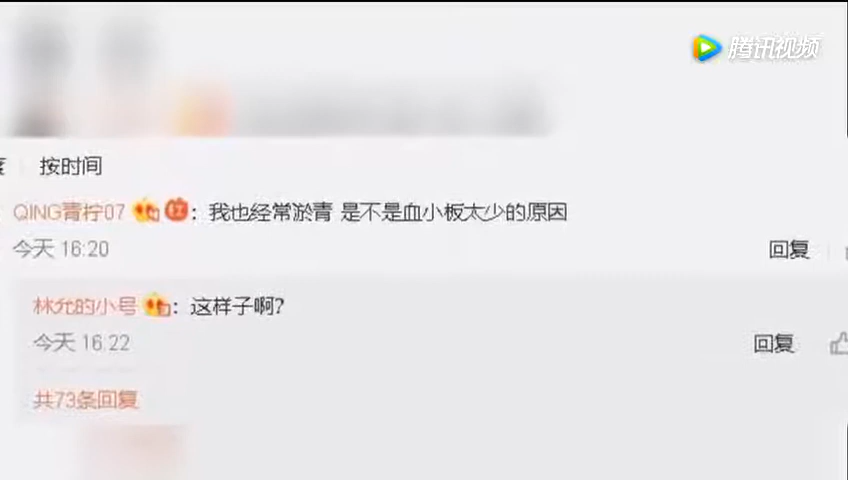 腾讯视频
按时间
QING青柠07：我也经常淤青 是不是血小板太少的原因
今天 16:20
回复
林允的小号：这样子啊?
今天 16:22
回复
共73条回复